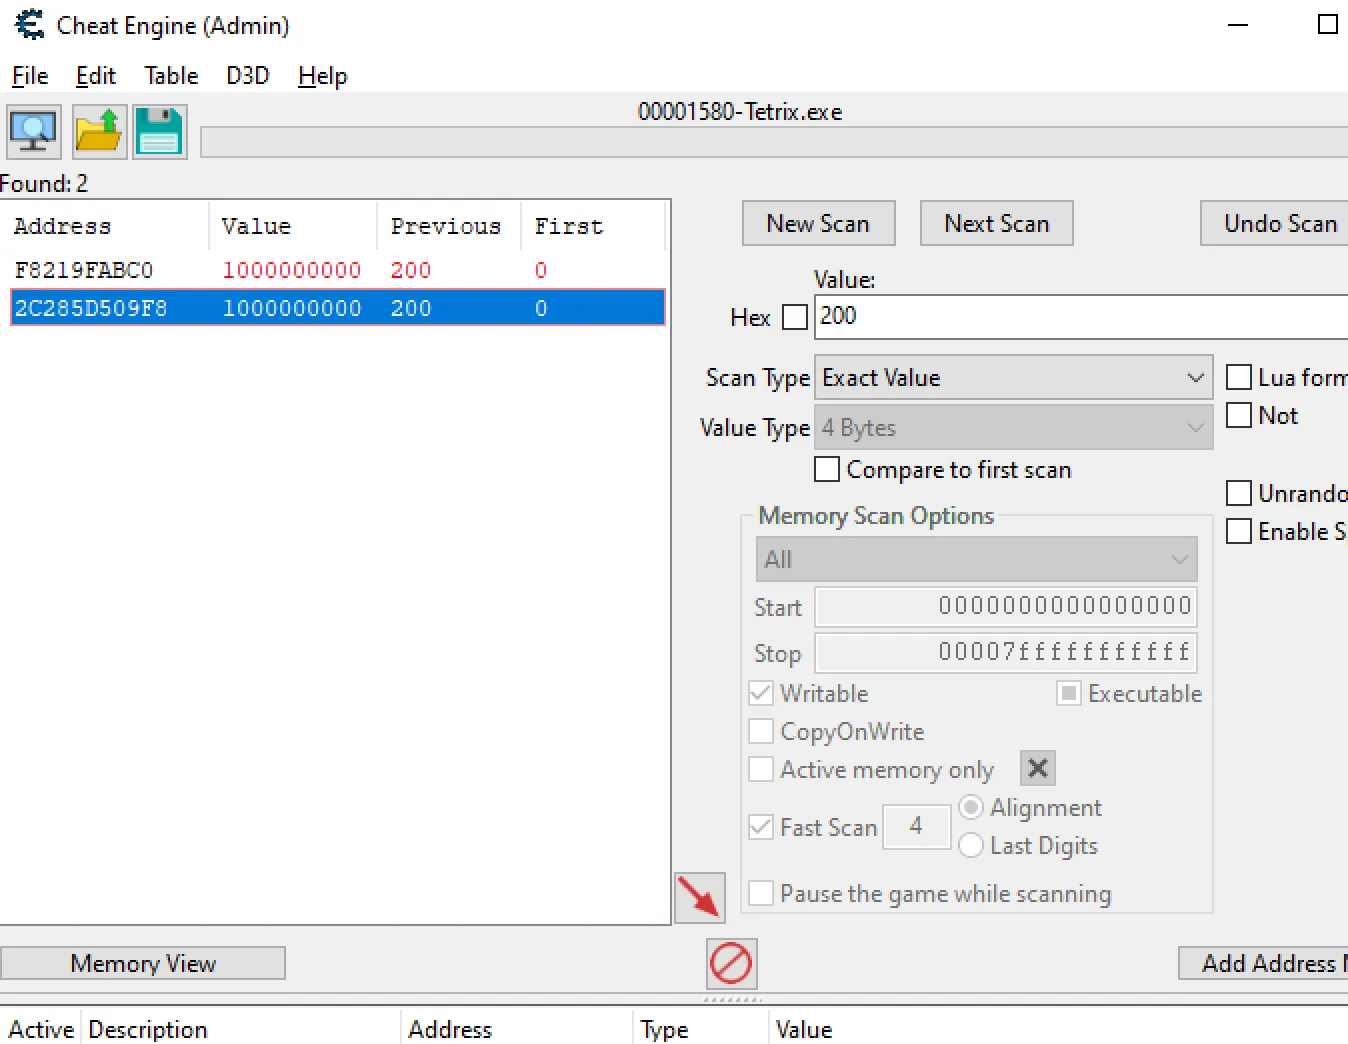 Cheat Engine (Admin)
File Edit Table D3D Help
00001580-Tetrix.exe
Found: 2
Address Value Previous First
F8219FABC0 1000000000 200 0
2C285D509F8 1000000000 200 0
New Scan Next Scan Undo Scan
Value:
Hex 200
Scan Type Exact Value Lua form
Value Type 4 Bytes Not
Compare to first scan
Unrando
Memory Scan Options
Enable S
All
Start 0000000000000000
Stop 00007fffffffffff
Writable Executable
CopyOnWrite
Active memory only
Fast Scan 4 Alignment
Last Digits
Pause the game while scanning
Memory View Add Address
Active Description Address Type Value